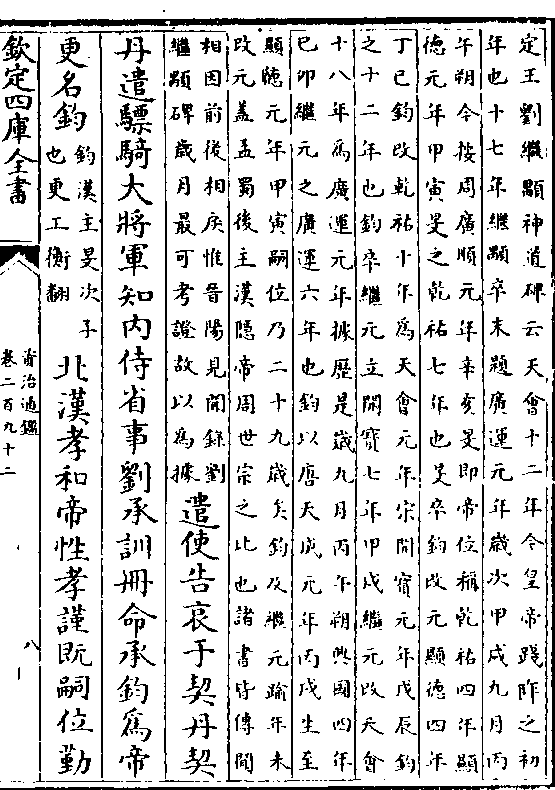 定王劉繼顒神道碑云天會十二年今皇帝踐阼之初
年也十七年繼顒卒末題廣運元年歲次甲戌九月丙
午朔今按周廣順元年辛亥旻即帝位稱乾祐四年顯
德元年甲寅旻之乾祐七年也旻卒鈞改元顯德四年
丁巳鈞改乾祐十年為天會元年宋開寳元年戊辰鈞
之十二年也鈞卒繼元立開寳七年甲戌繼元改天會
十八年為廣運元年據歷是歲九月丙午朔興國四年
己卯繼元之廣運六年也鈞以唐天成元年丙戌生至
顯徳元年甲寅嗣位乃二十九歲矣鈞及繼元踰年未
改元蓋孟蜀後主漢隱帝周世宗之比也諸書皆傳聞
相因前後相戾惟晉陽見聞錄劉
繼顒碑歲月最可考證故以為據
遣使告哀于契丹契
丹遣驃騎大將軍知内侍省事劉承訓冊命承鈞為帝
更名鈞
鈞漢主旻次子
也更工衡翻
北漢孝和帝性孝謹既嗣位勤
欽定四庫全書
資治通鑑
卷二百九十二
八